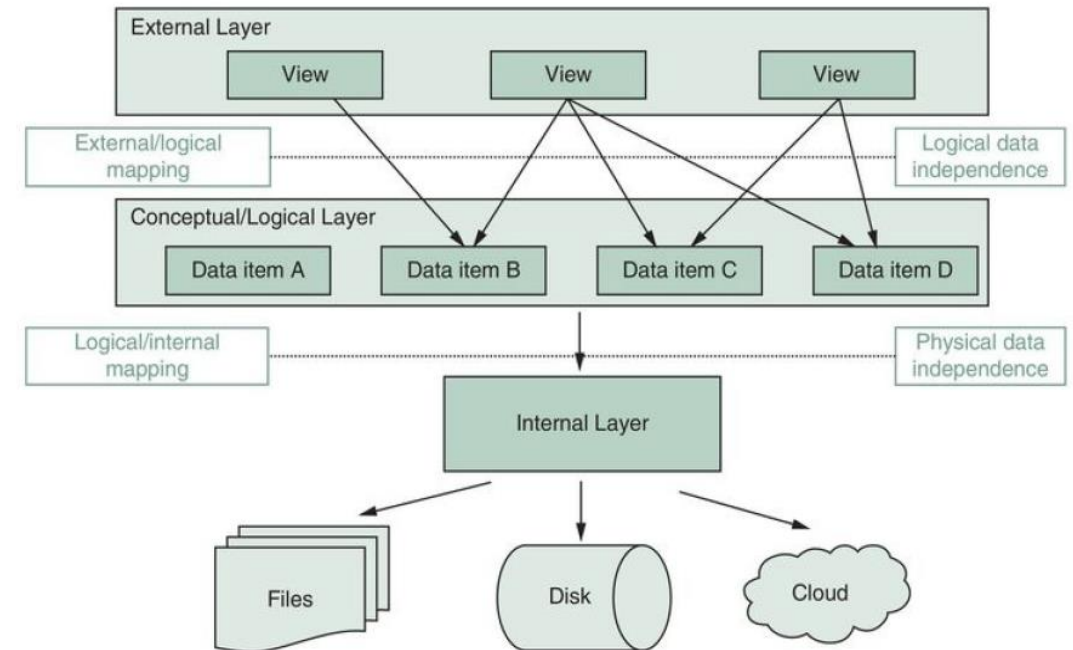 External Layer
View
View
View
External/logical
mapping
Logical data
independence
Conceptual/Logical Layer
Data item A
Data item B
Data item C
Data item D
Logical/internal
mapping
Physical data
independence
Internal Layer
Files
Disk
Cloud